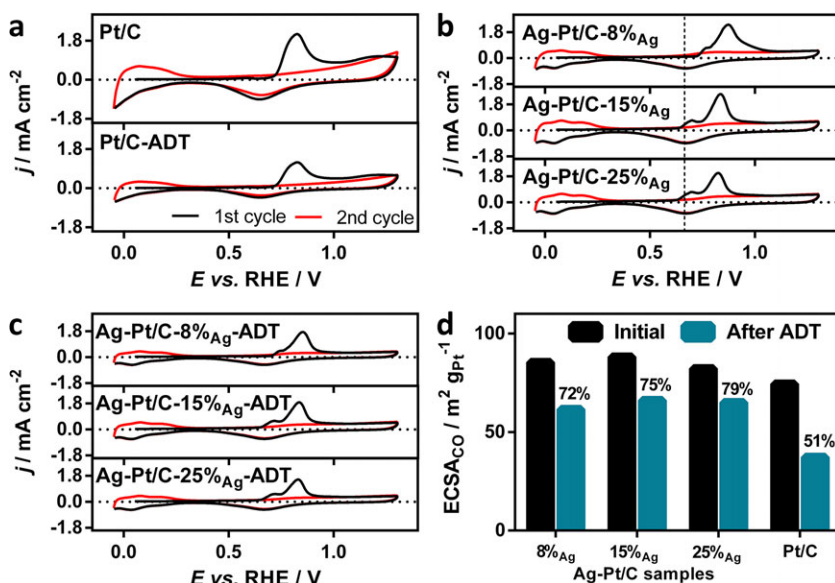 a
Pt/C
1.8
0.0
-1.8
Pt/C-ADT
1.8
0.0
-1.8
1st cycle 2nd cycle
j / mA cm-2
0.0 0.5 1.0
E vs. RHE / V
b
Ag-Pt/C-8%Ag
1.8
0.0
-1.8
Ag-Pt/C-15%Ag
1.8
0.0
-1.8
Ag-Pt/C-25%Ag
1.8
0.0
-1.8
j / mA cm-2
0.0 0.5 1.0
E vs. RHE / V
c
Ag-Pt/C-8%Ag-ADT
1.8
0.0
-1.8
Ag-Pt/C-15%Ag-ADT
1.8
0.0
-1.8
Ag-Pt/C-25%Ag-ADT
1.8
0.0
-1.8
j / mA cm-2
0.0 0.5 1.0
E vs. RHE / V
d
Initial After ADT
100
50
0
ECSACO / m2 gPt-1
72% 75% 79% 51%
8%Ag 15%Ag 25%Ag Pt/C
Ag-Pt/C samples